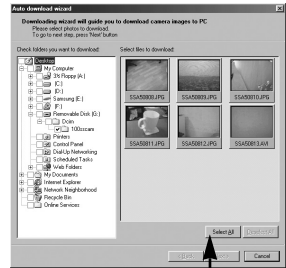 Auto download wizard
Downloading wizard will guide you to download camera images to PC
Please select photos to download.
To go to next step, press 'Next' button
Check folders you want to download:
Select files to download:
Desktop
My Computer
3½ Floppy (A:)
(C:)
(D:)
Samsung (E:)
(F:)
Removable Disk (G:)
Dcim
100sscam
Printers
Control Panel
Dial-Up Networking
Scheduled Tasks
Web Folders
My Documents
Internet Explorer
Network Neighborhood
Recycle Bin
Online Services
SSA50808.JPG
SSA50809.JPG
SSA50810.JPG
SSA50811.JPG
SSA50812.JPG
SSA50813.AVI
Select All
Deselect All
Cancel